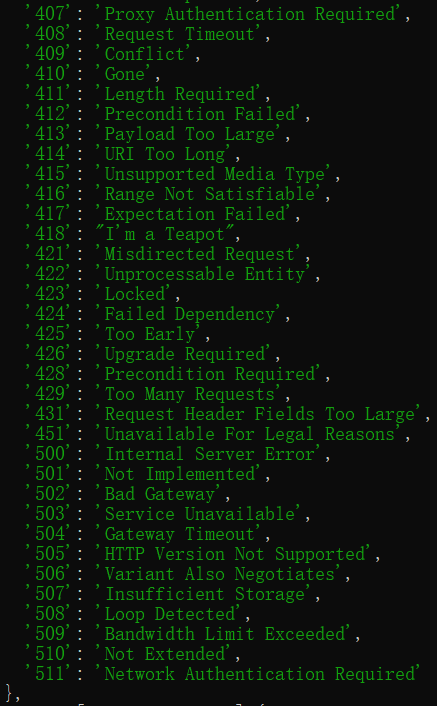 '407': 'Proxy Authentication Required',
'408': 'Request Timeout',
'409': 'Conflict',
'410': 'Gone',
'411': 'Length Required',
'412': 'Precondition Failed',
'413': 'Payload Too Large',
'414': 'URI Too Long',
'415': 'Unsupported Media Type',
'416': 'Range Not Satisfiable',
'417': 'Expectation Failed',
'418': "I'm a Teapot",
'421': 'Misdirected Request',
'422': 'Unprocessable Entity',
'423': 'Locked',
'424': 'Failed Dependency',
'425': 'Too Early',
'426': 'Upgrade Required',
'428': 'Precondition Required',
'429': 'Too Many Requests',
'431': 'Request Header Fields Too Large',
'451': 'Unavailable For Legal Reasons',
'500': 'Internal Server Error',
'501': 'Not Implemented',
'502': 'Bad Gateway',
'503': 'Service Unavailable',
'504': 'Gateway Timeout',
'505': 'HTTP Version Not Supported',
'506': 'Variant Also Negotiates',
'507': 'Insufficient Storage',
'508': 'Loop Detected',
'509': 'Bandwidth Limit Exceeded',
'510': 'Not Extended',
'511': 'Network Authentication Required'
},